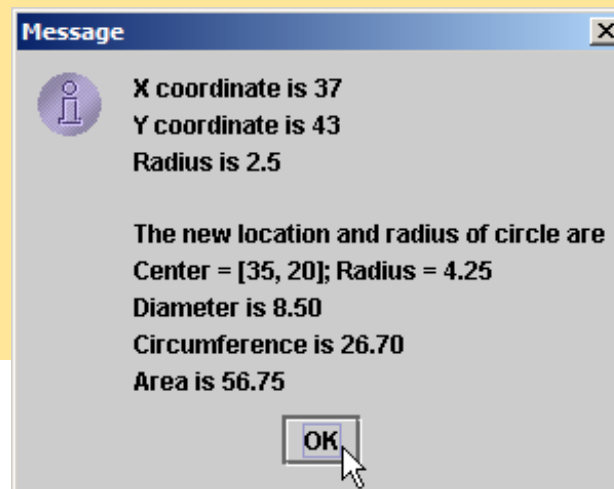 Message
X coordinate is 37
Y coordinate is 43
Radius is 2.5
The new location and radius of circle are
Center = [35, 20]; Radius = 4.25
Diameter is 8.50
Circumference is 26.70
Area is 56.75
OK